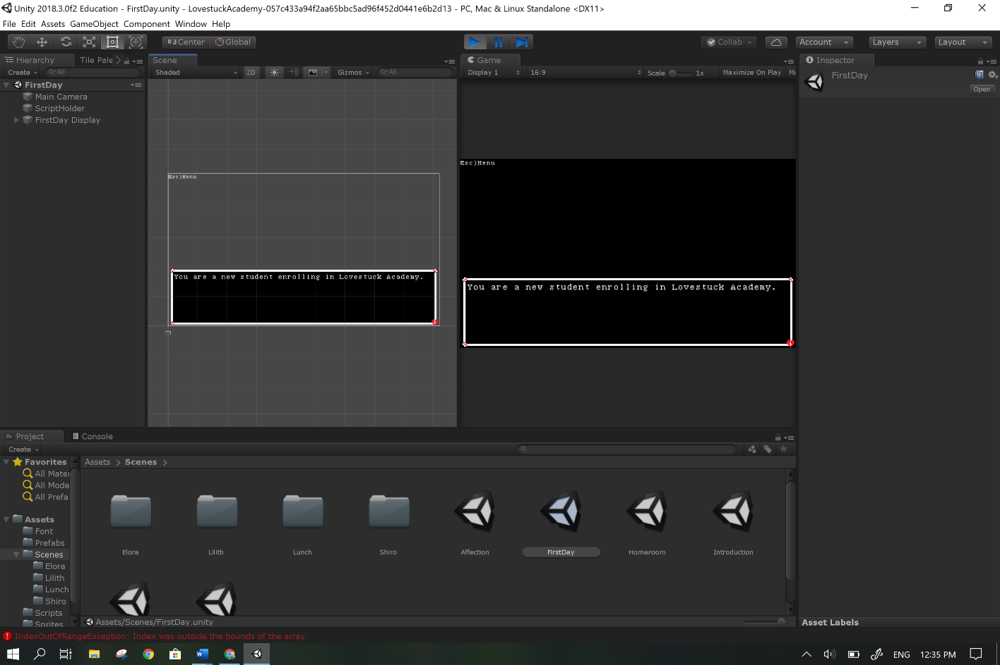 Unity 2018.3.0f2 Education - FirstDay.unity - LovestuckAcademy-057c433a94f2aa65bbc5ad96f452d0441e6b2d13 - PC, Mac & Linux Standalone <DX11>
File Edit Assets GameObject Component Window Help
Center Global Collab Account Layers Layout
Hierarchy Tile Pale
Create All
FirstDay
Main Camera
ScriptHolder
FirstDay Display
Scene
Shaded 2D Gizmos All
Esc)Menu
You are a new student enrolling in Lovestuck Academy.
Game
Display 1 16:9 Scale 1x Maximize On Play Mu
Esc)Menu
You are a new student enrolling in Lovestuck Academy.
Inspector
FirstDay
Open
Project Console
Create
Favorites
All Mater
All Mode
All Prefa
Assets
Font
Prefabs
Scenes
Elora
Lilith
Lunch
Shiro
Scripts
Sprites
Assets > Scenes >
Elora Lilith Lunch Shiro Affection FirstDay Homeroom Introduction
Assets/Scenes/FirstDay.unity
Asset Labels
IndexOutOfRangeException: Index was outside the bounds of the array.
ENG 12:35 PM